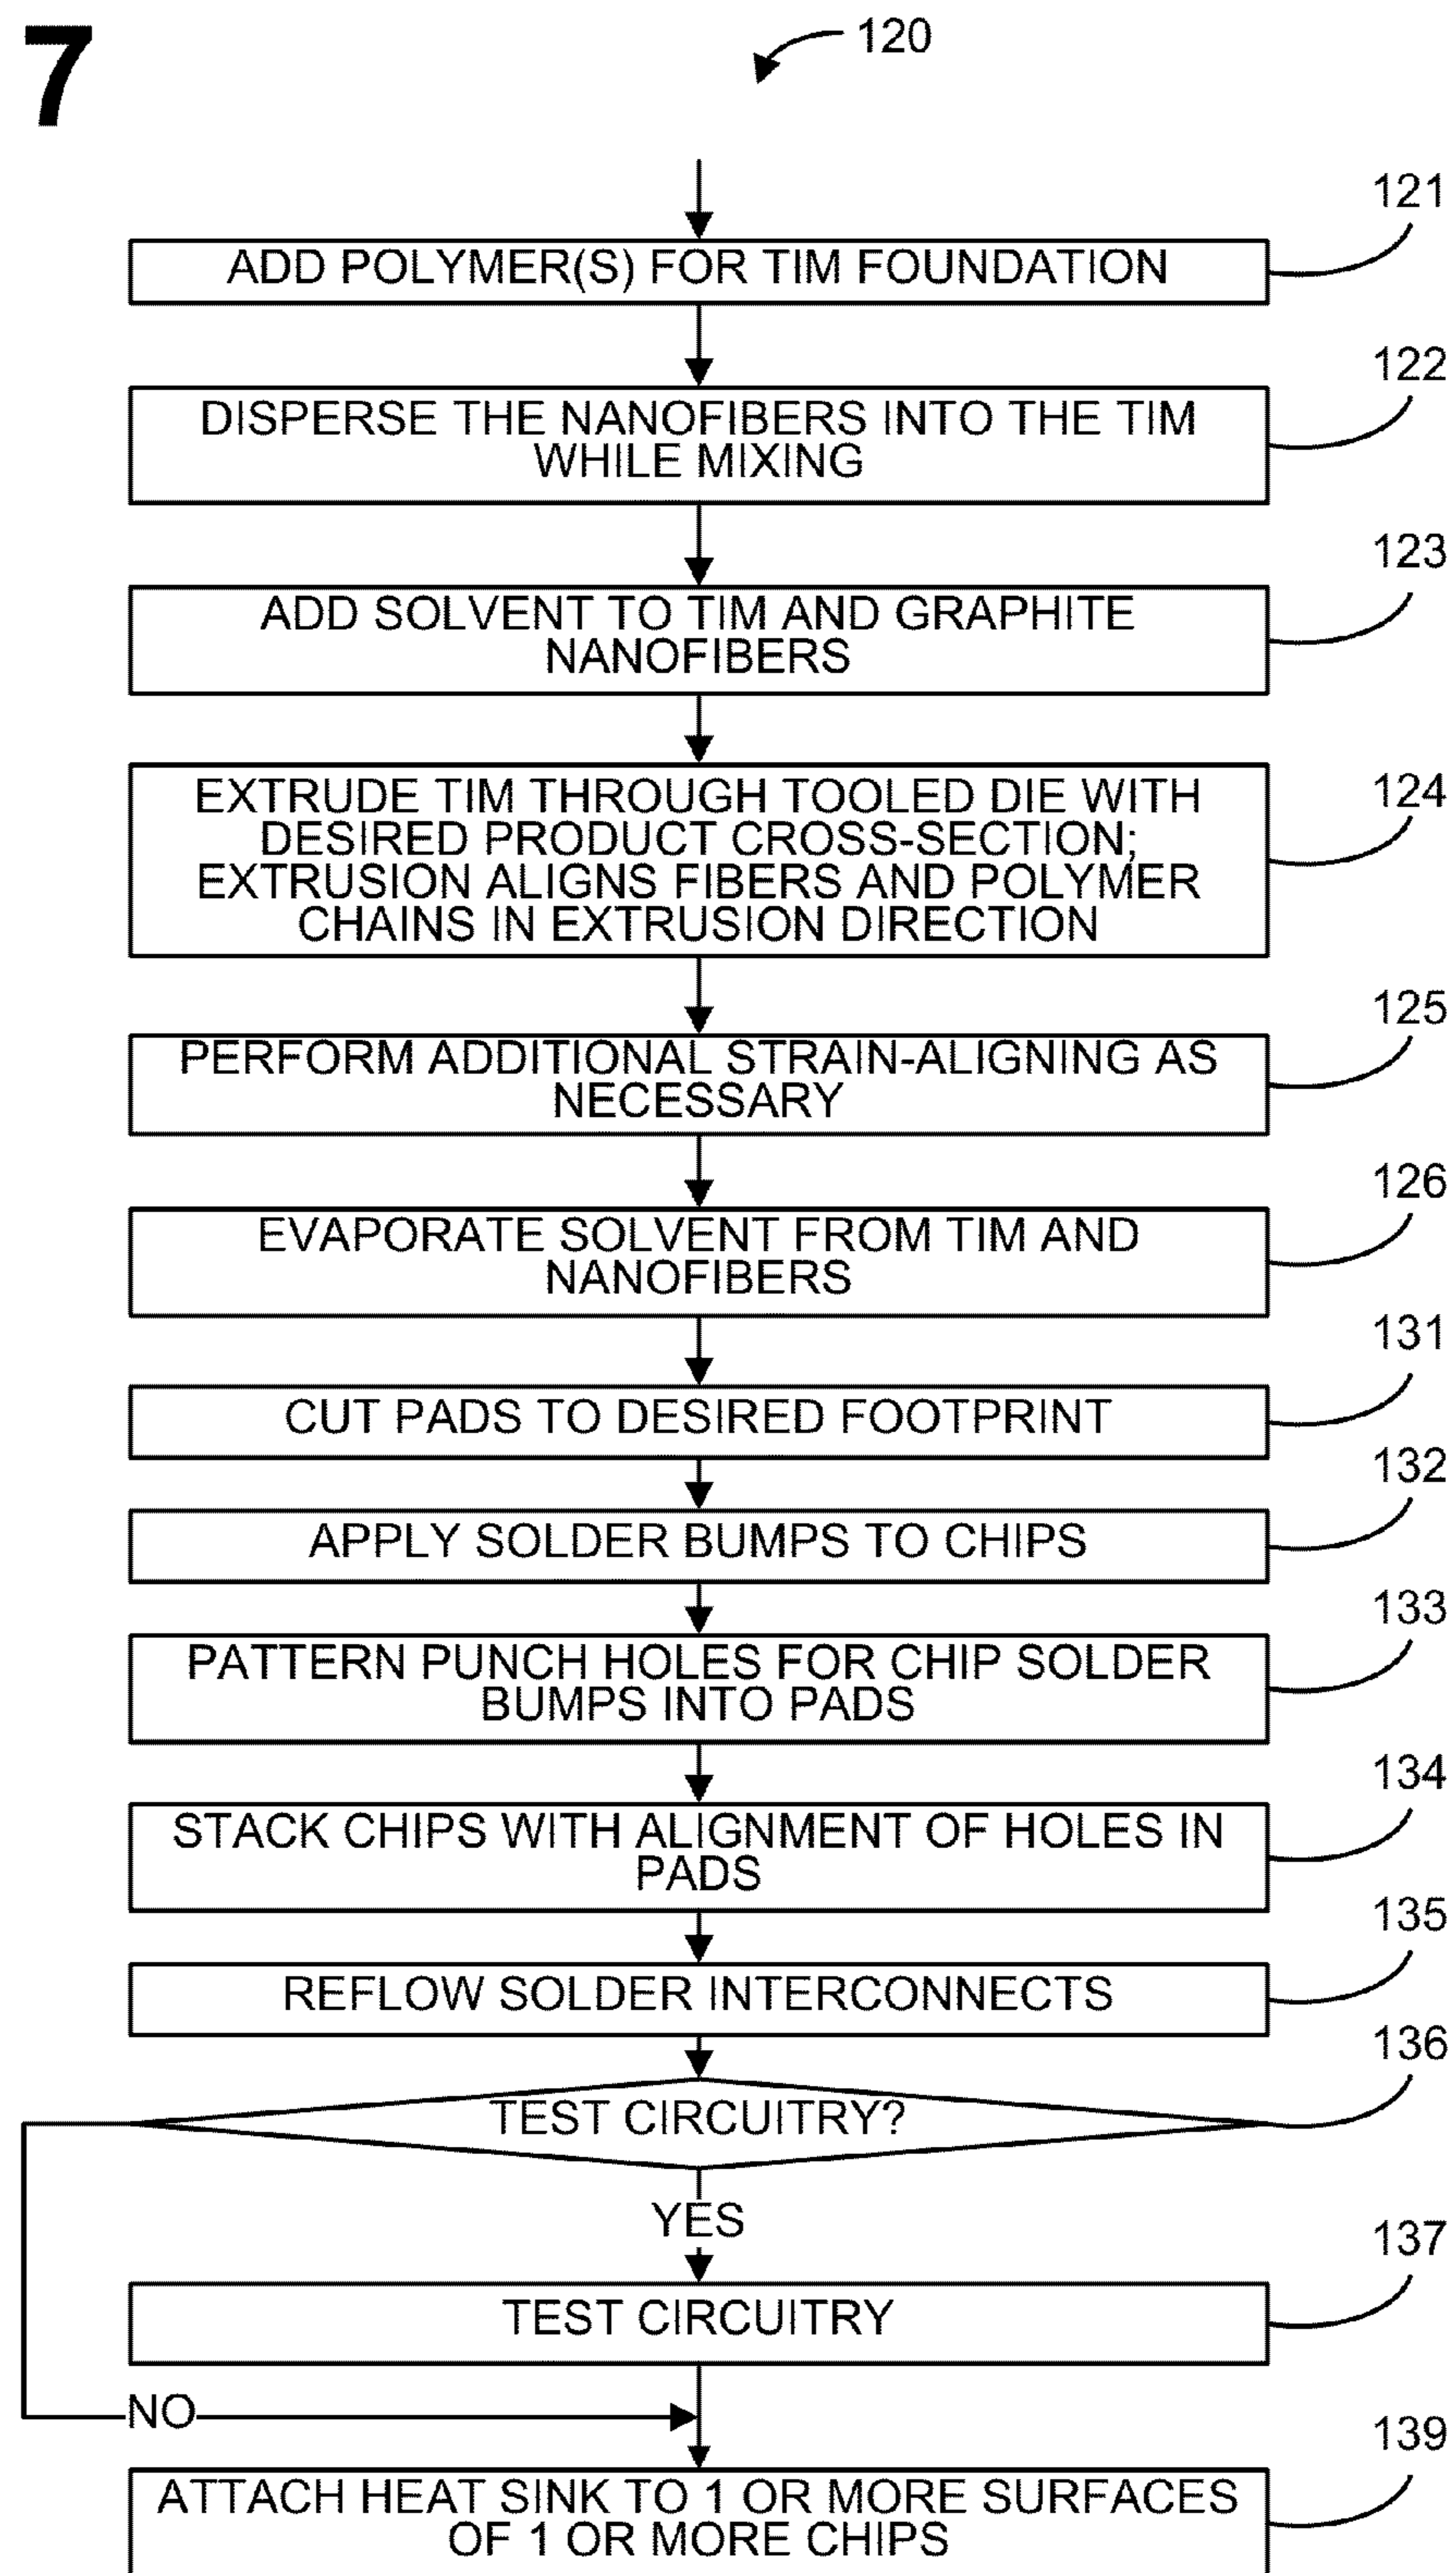 7
120
121
ADD POLYMER(S) FOR TIM FOUNDATION
122
DISPERSE THE NANOFIBERS INTO THE TIM
WHILE MIXING
123
ADD SOLVENT TO TIM AND GRAPHITE
NANOFIBERS
124
EXTRUDE TIM THROUGH TOOLED DIE WITH
DESIRED PRODUCT CROSS-SECTION;
EXTRUSION ALIGNS FIBERS AND POLYMER
CHAINS IN EXTRUSION DIRECTION
125
PERFORM ADDITIONAL STRAIN-ALIGNING AS
NECESSARY
126
EVAPORATE SOLVENT FROM TIM AND
NANOFIBERS
131
CUT PADS TO DESIRED FOOTPRINT
132
APPLY SOLDER BUMPS TO CHIPS
133
PATTERN PUNCH HOLES FOR CHIP SOLDER
BUMPS INTO PADS
134
STACK CHIPS WITH ALIGNMENT OF HOLES IN
PADS
135
REFLOW SOLDER INTERCONNECTS
136
TEST CIRCUITRY?
YES
137
TEST CIRCUITRY
NO
139
ATTACH HEAT SINK TO 1 OR MORE SURFACES
OF 1 OR MORE CHIPS